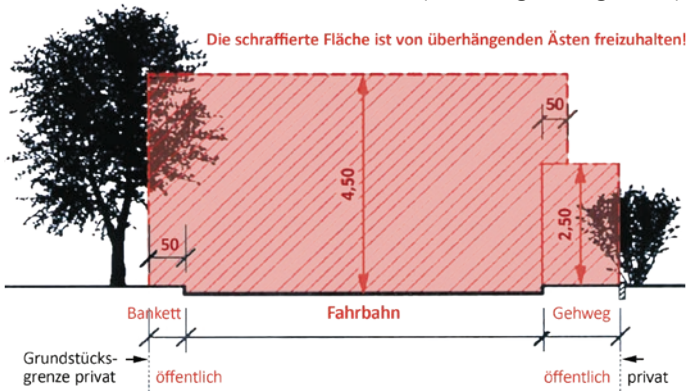 Die schraffierte Fläche ist von überhängenden Ästen freizuhalten!
50
4,50
2,50
50
Bankett
Fahrbahn
Gehweg
Grundstücks-
grenze privat
öffentlich
öffentlich
privat